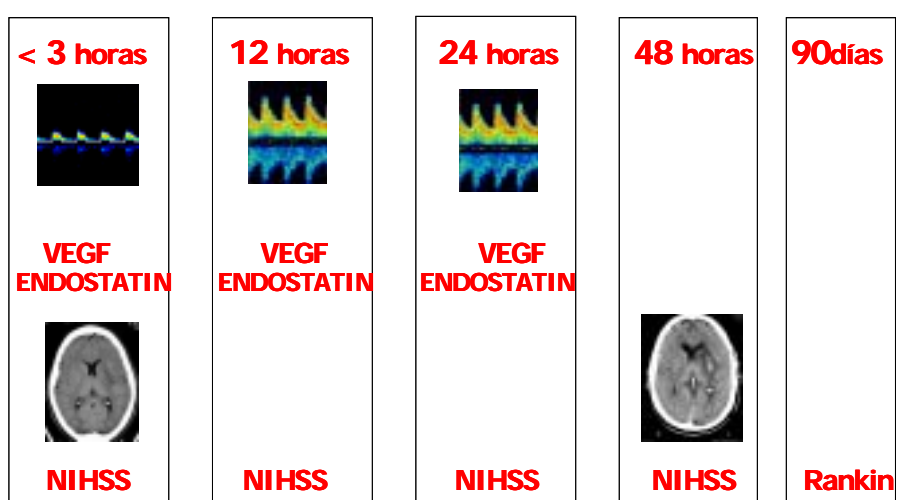 < 3 horas
VEGF
ENDOSTATIN
NIHSS
12 horas
VEGF
ENDOSTATIN
NIHSS
24 horas
VEGF
ENDOSTATIN
NIHSS
48 horas
NIHSS
90días
Rankin